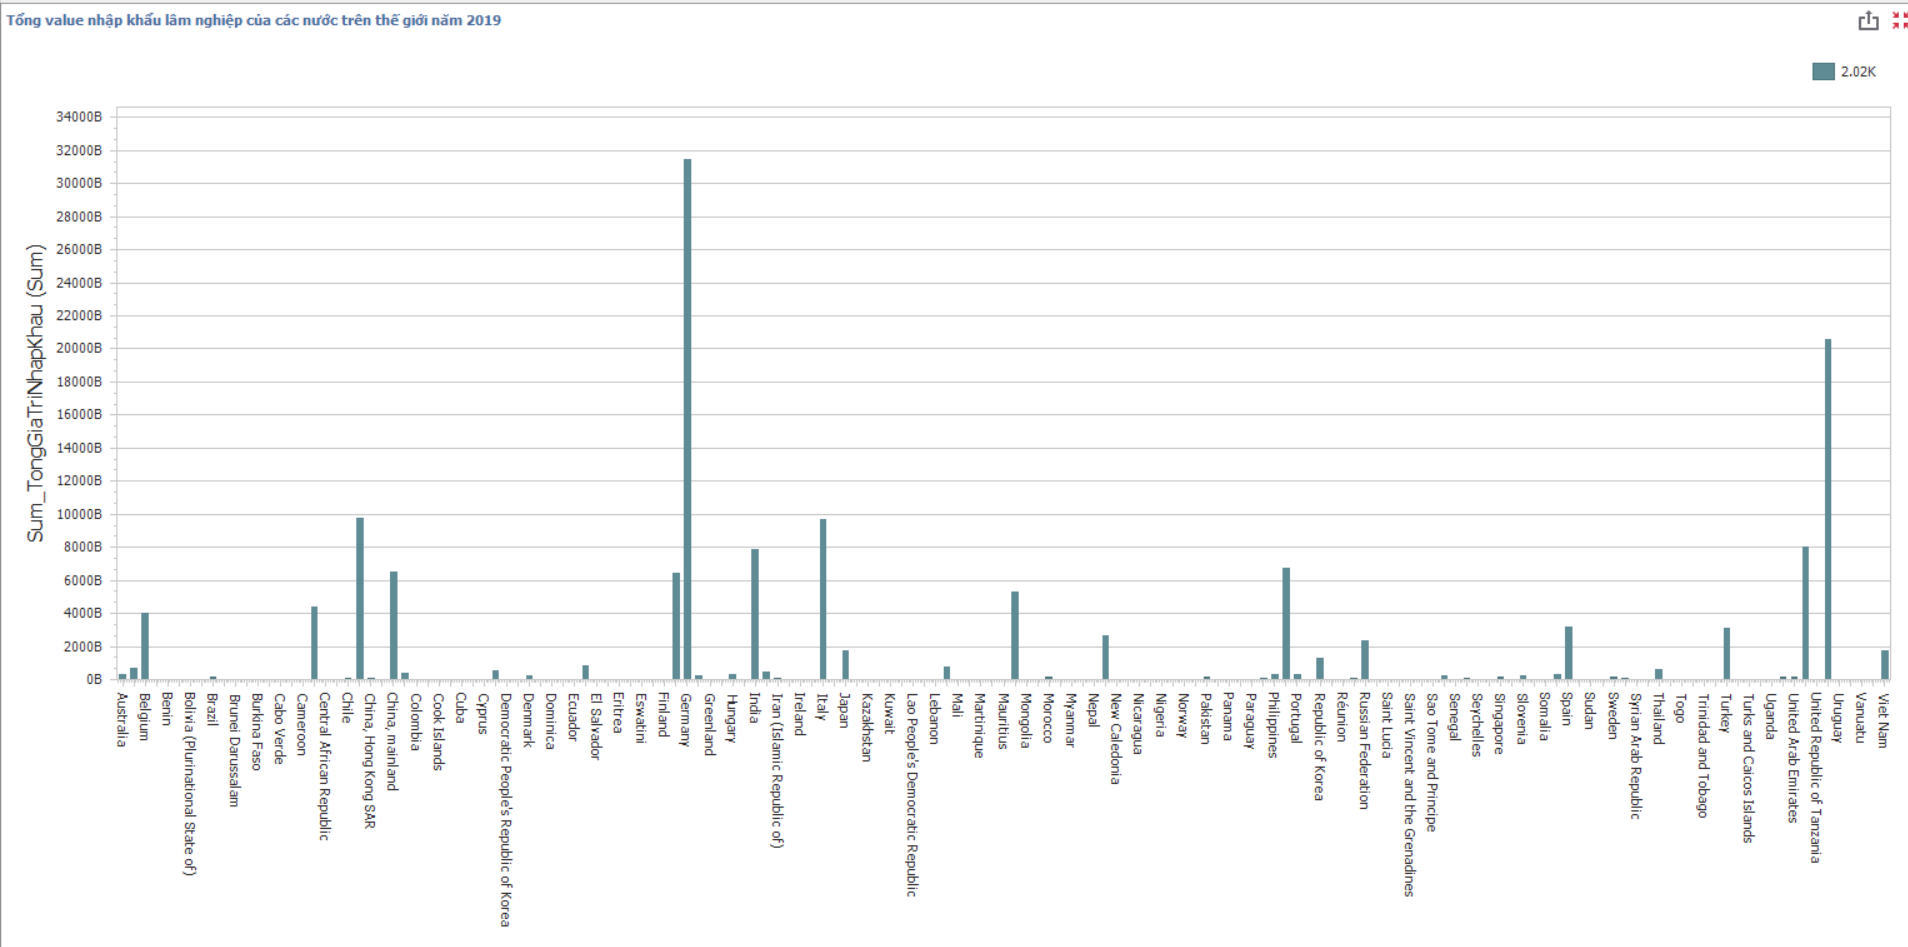 Tổng value nhập khẩu lâm nghiệp của các nước trên thế giới năm 2019
2.02K
Sum_TongGiaTriNhapKhau (Sum)
34000B
32000B
30000B
28000B
26000B
24000B
22000B
20000B
18000B
16000B
14000B
12000B
10000B
8000B
6000B
4000B
2000B
0B
Australia
Belgium
Benin
Bolivia (Plurinational State of)
Brazil
Brunei Darussalam
Burkina Faso
Cabo Verde
Cameroon
Central African Republic
Chile
China, Hong Kong SAR
China, mainland
Colombia
Cook Islands
Cuba
Cyprus
Democratic People's Republic of Korea
Denmark
Dominica
Ecuador
El Salvador
Eritrea
Eswatini
Finland
Germany
Greenland
Hungary
India
Iran (Islamic Republic of)
Ireland
Italy
Japan
Kazakhstan
Kuwait
Lao People's Democratic Republic
Lebanon
Mali
Martinique
Mauritius
Mongolia
Morocco
Myanmar
Nepal
New Caledonia
Nicaragua
Nigeria
Norway
Pakistan
Panama
Paraguay
Philippines
Portugal
Republic of Korea
Réunion
Russian Federation
Saint Lucia
Saint Vincent and the Grenadines
Sao Tome and Principe
Senegal
Seychelles
Singapore
Slovenia
Somalia
Spain
Sudan
Sweden
Syrian Arab Republic
Thailand
Togo
Trinidad and Tobago
Turkey
Turks and Caicos Islands
Uganda
United Arab Emirates
United Republic of Tanzania
Uruguay
Vanuatu
Viet Nam